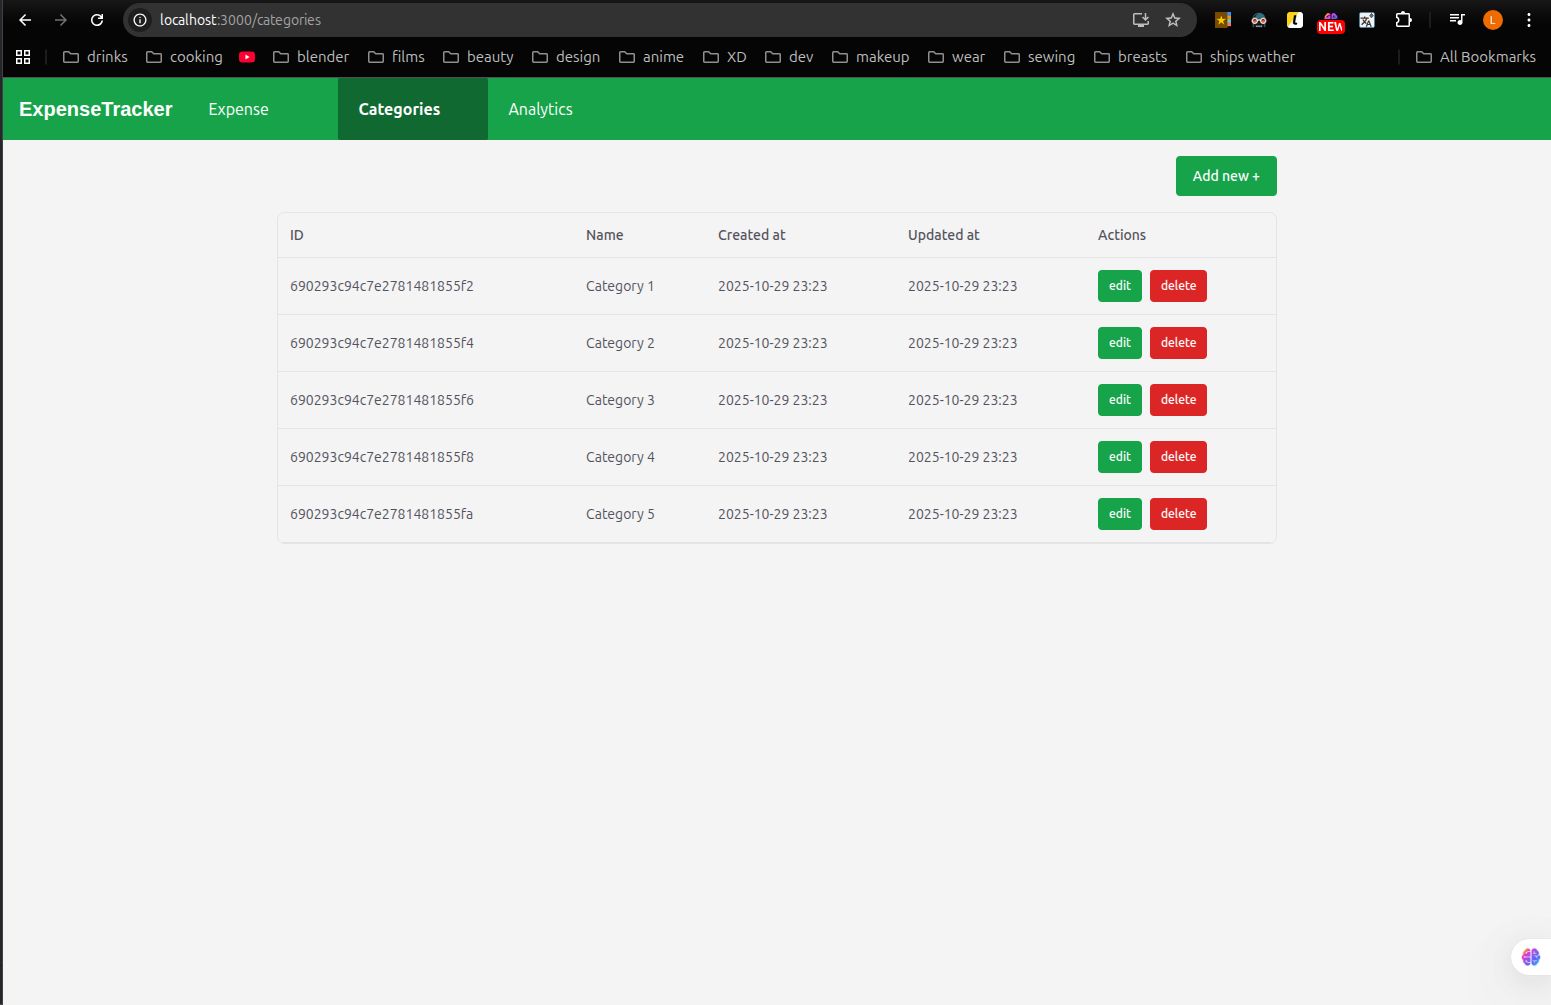 localhost:3000/categories
NEW
L
drinks cooking blender films beauty design anime XD dev makeup wear sewing breasts ships wather All Bookmarks
ExpenseTracker Expense Categories Analytics
Add new +
ID Name Created at Updated at Actions
690293c94c7e2781481855f2 Category 1 2025-10-29 23:23 2025-10-29 23:23 edit delete
690293c94c7e2781481855f4 Category 2 2025-10-29 23:23 2025-10-29 23:23 edit delete
690293c94c7e2781481855f6 Category 3 2025-10-29 23:23 2025-10-29 23:23 edit delete
690293c94c7e2781481855f8 Category 4 2025-10-29 23:23 2025-10-29 23:23 edit delete
690293c94c7e2781481855fa Category 5 2025-10-29 23:23 2025-10-29 23:23 edit delete